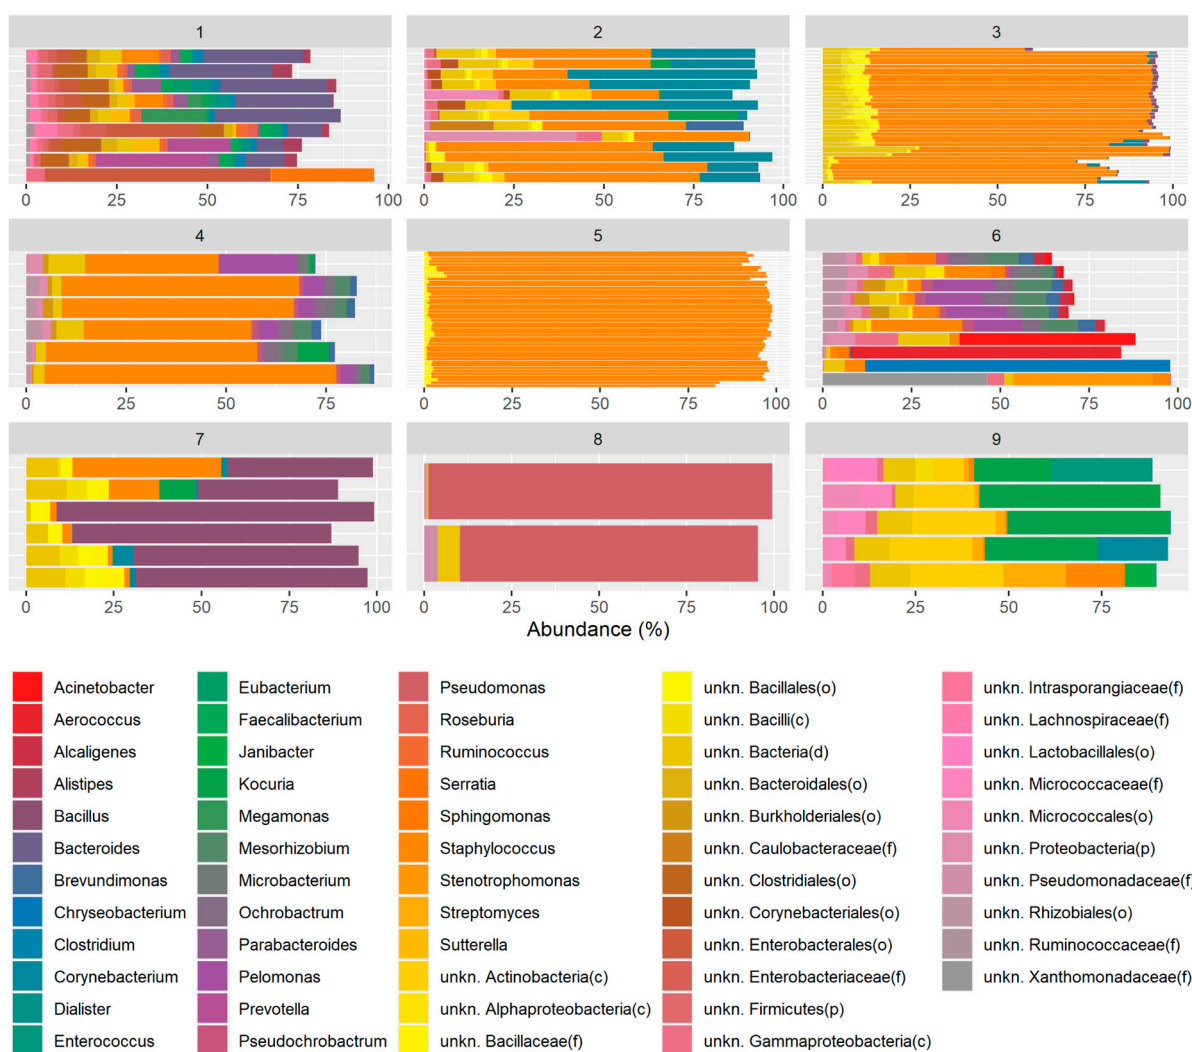 1 2 3
0 25 50 75 100 0 25 50 75 100 0 25 50 75 100
4 5 6
0 25 50 75 0 25 50 75 100 0 25 50 75 100
7 8 9
0 25 50 75 100 0 25 50 75 100 0 25 50 75
Abundance (%)
Acinetobacter Eubacterium Pseudomonas unkn. Bacillales(o) unkn. Intrasporangiaceae(f)
Aerococcus Faecalibacterium Roseburia unkn. Bacilli(c) unkn. Lachnospiraceae(f)
Alcaligenes Janibacter Ruminococcus unkn. Bacteria(d) unkn. Lactobacillales(o)
Alistipes Kocuria Serratia unkn. Bacteroidales(o) unkn. Micrococcaceae(f)
Bacillus Megamonas Sphingomonas unkn. Burkholderiales(o) unkn. Micrococcales(o)
Bacteroides Mesorhizobium Staphylococcus unkn. Caulobacteraceae(f) unkn. Proteobacteria(p)
Brevundimonas Microbacterium Stenotrophomonas unkn. Clostridiales(o) unkn. Pseudomonadaceae(f)
Chryseobacterium Ochrobactrum Streptomyces unkn. Corynebacteriales(o) unkn. Rhizobiales(o)
Clostridium Parabacteroides Sutterella unkn. Enterobacterales(o) unkn. Ruminococcaceae(f)
Corynebacterium Pelomonas unkn. Actinobacteria(c) unkn. Enterobacteriaceae(f) unkn. Xanthomonadaceae(f)
Dialister Prevotella unkn. Alphaproteobacteria(c) unkn. Firmicutes(p)
Enterococcus Pseudochrobactrum unkn. Bacillaceae(f) unkn. Gammaproteobacteria(c)